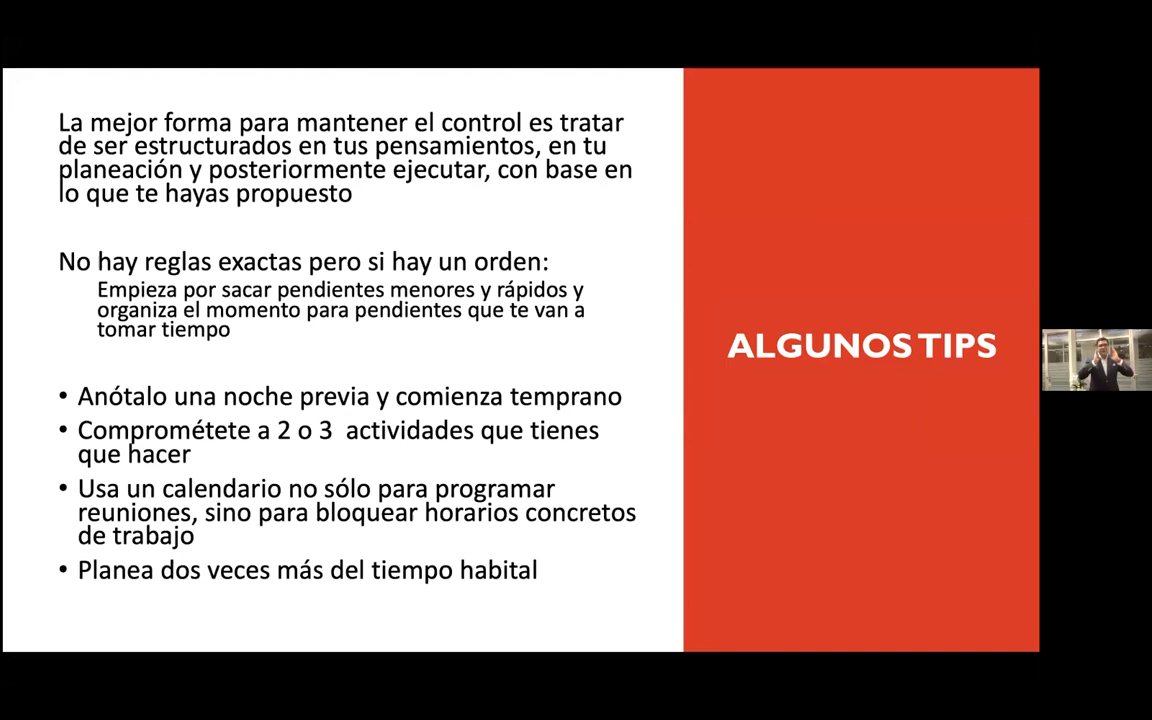 La mejor forma para mantener el control es tratar
de ser estructurados en tus pensamientos, en tu
planeación y posteriormente ejecutar, con base en
lo que te hayas propuesto
No hay reglas exactas pero si hay un orden:
Empieza por sacar pendientes menores y rápidos y
organiza el momento para pendientes que te van a
tomar tiempo
• Anótalo una noche previa y comienza temprano
• Comprométete a 2 o 3 actividades que tienes
que hacer
• Usa un calendario no sólo para programar
reuniones, sino para bloquear horarios concretos
de trabajo
• Planea dos veces más del tiempo habital
ALGUNOS TIPS